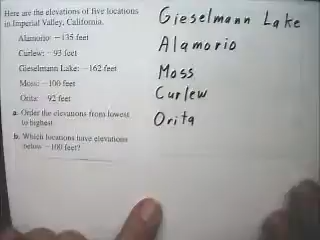 Here are the elevations of five locations
in Imperial Valley, California.
Alamorio: −135 feet
Curlew: −93 feet
Gieselmann Lake: −162 feet
Moss: −100 feet
Orita: −92 feet
a. Order the elevations from lowest
to highest.
b. Which locations have elevations
below −100 feet?
Gieselmann Lake
Alamorio
Moss
Curlew
Orita